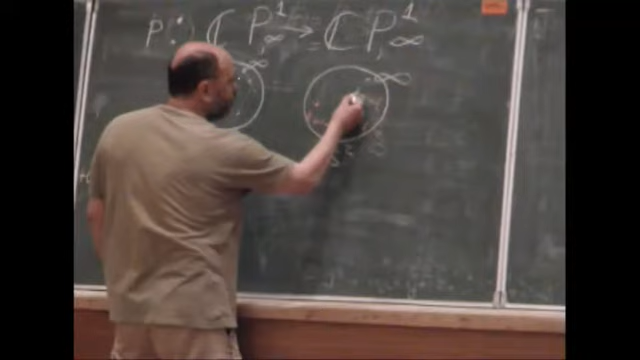 P(·) ℂP¹,∞ → ℂP¹,∞
∞ ∞